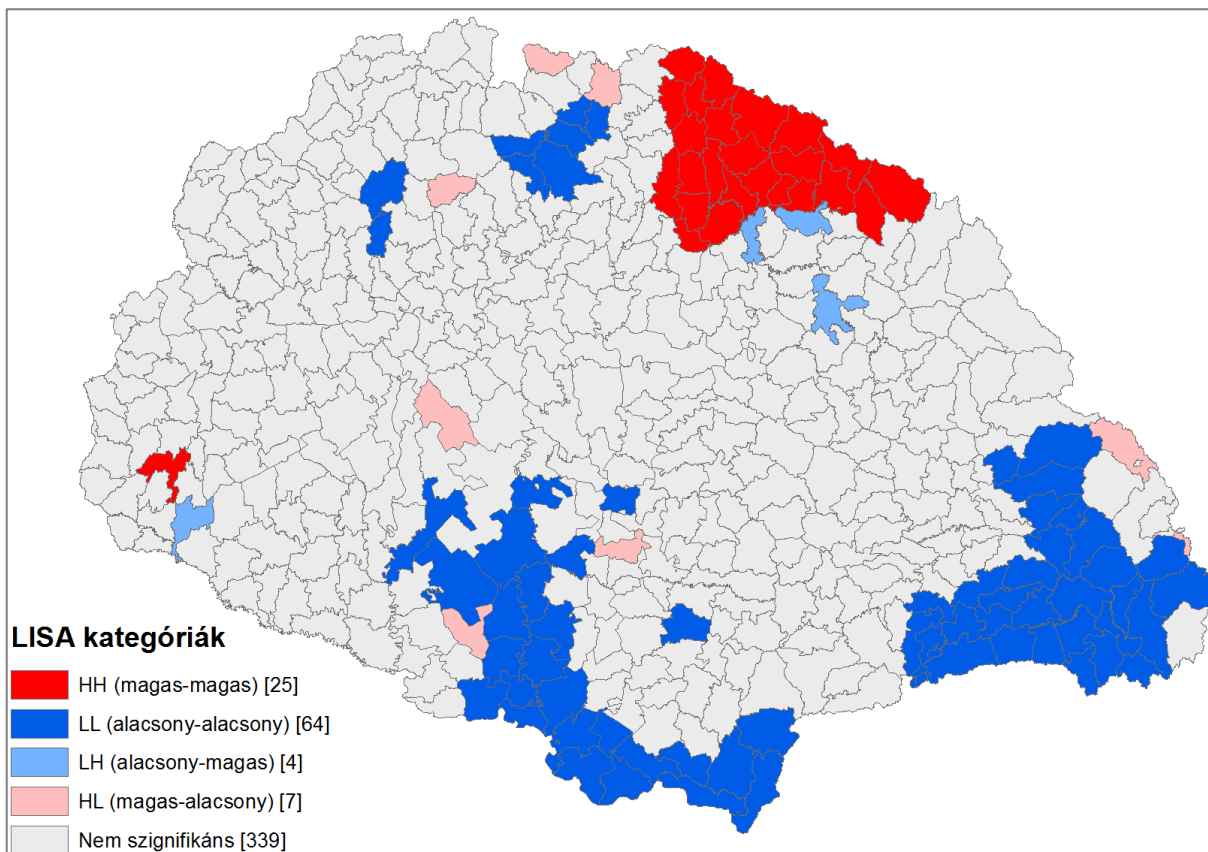 LISA kategóriák
HH (magas-magas) [25]
LL (alacsony-alacsony) [64]
LH (alacsony-magas) [4]
HL (magas-alacsony) [7]
Nem szignifikáns [339]